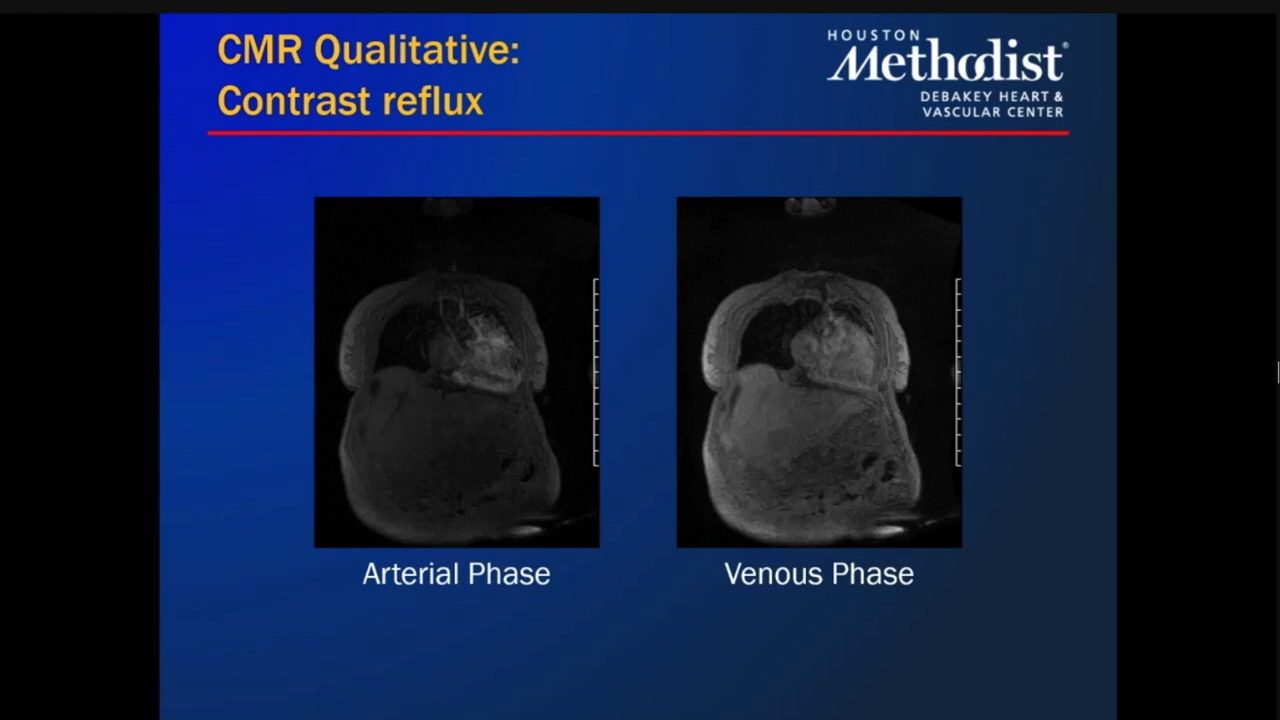 CMR Qualitative:
Contrast reflux
HOUSTON
Methodist®
DEBAKEY HEART &
VASCULAR CENTER
Arterial Phase
Venous Phase